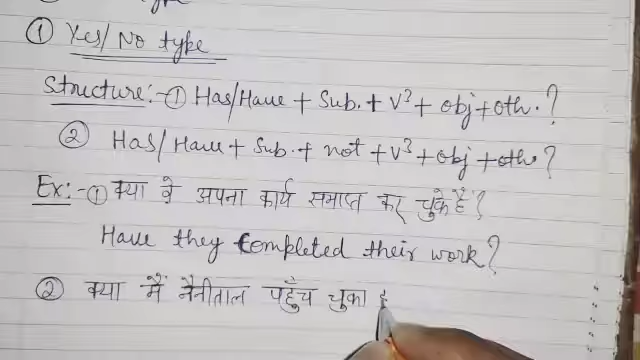 type
① Yes/No type
Structure:-① Has/Have + Sub. + V³ + Obj + Oth. ?
② Has/Have + Sub. + not + V³ + Obj + Oth. ?
Ex:-① क्या वे अपना कार्य समाप्त कर चुके हैं ?
Have they Completed their work ?
② क्या मैं नैनीताल पहुँच चुका